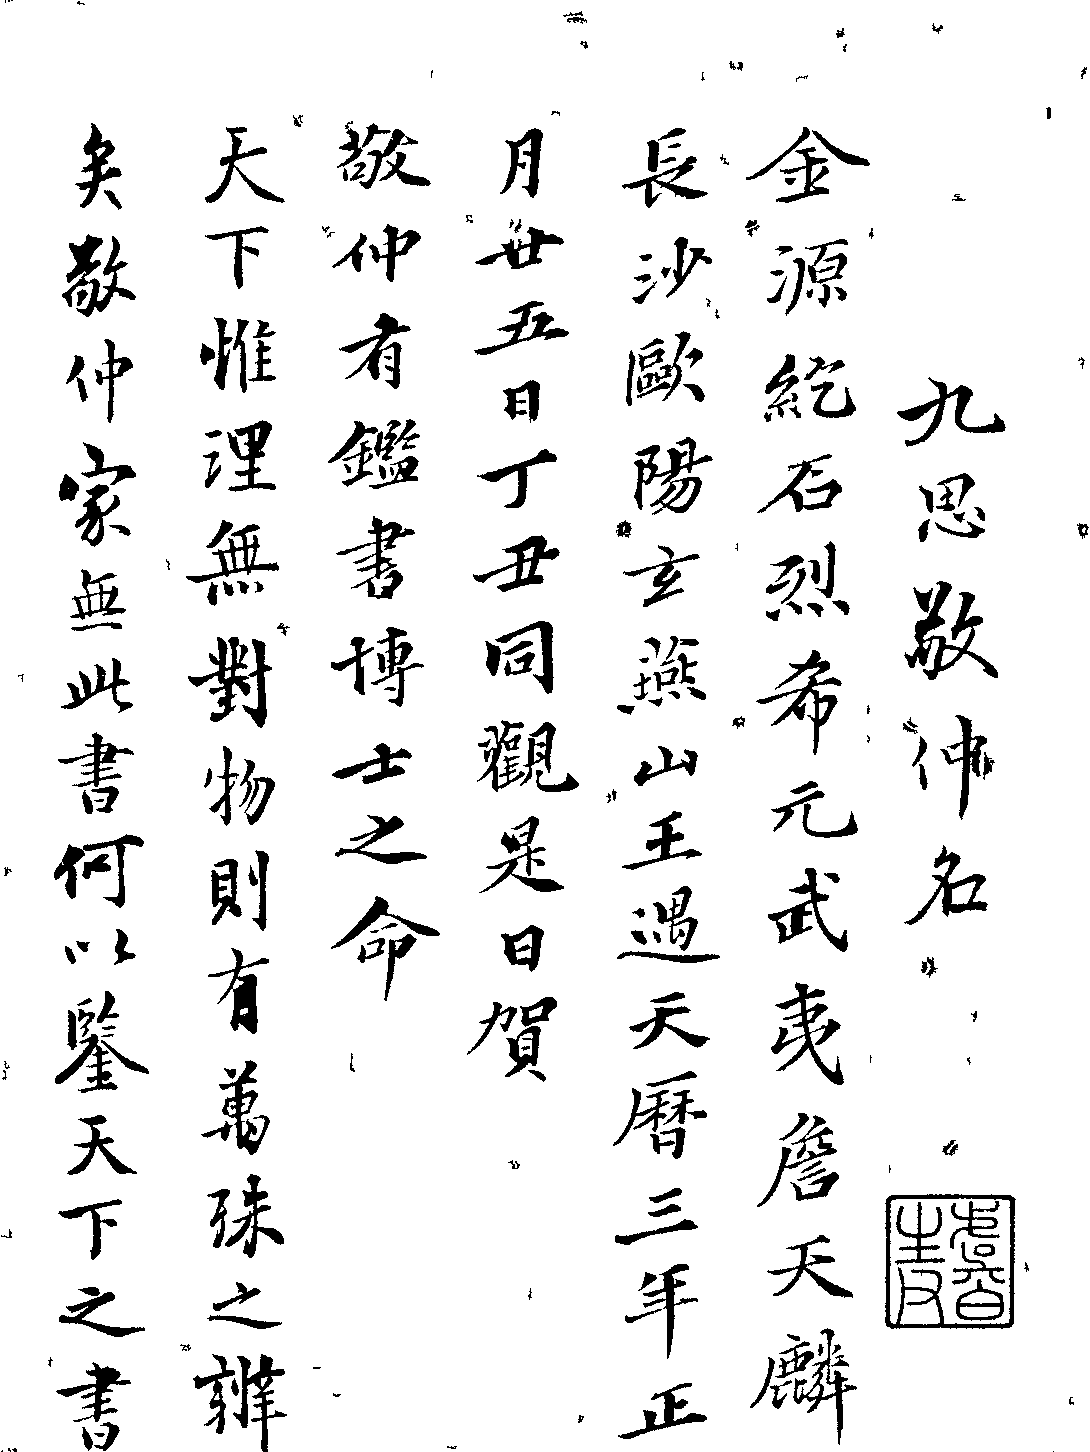 九思敬仲名
金源紇石烈希元武夷詹天麟
長沙歐陽玄燕山王遇天曆三年正
月廿五日丁丑同觀是日賀
敬仲有鑑書博士之命
天下惟理無對物則有萬殊之辨
矣敬仲家無此書何以鑒天下之書